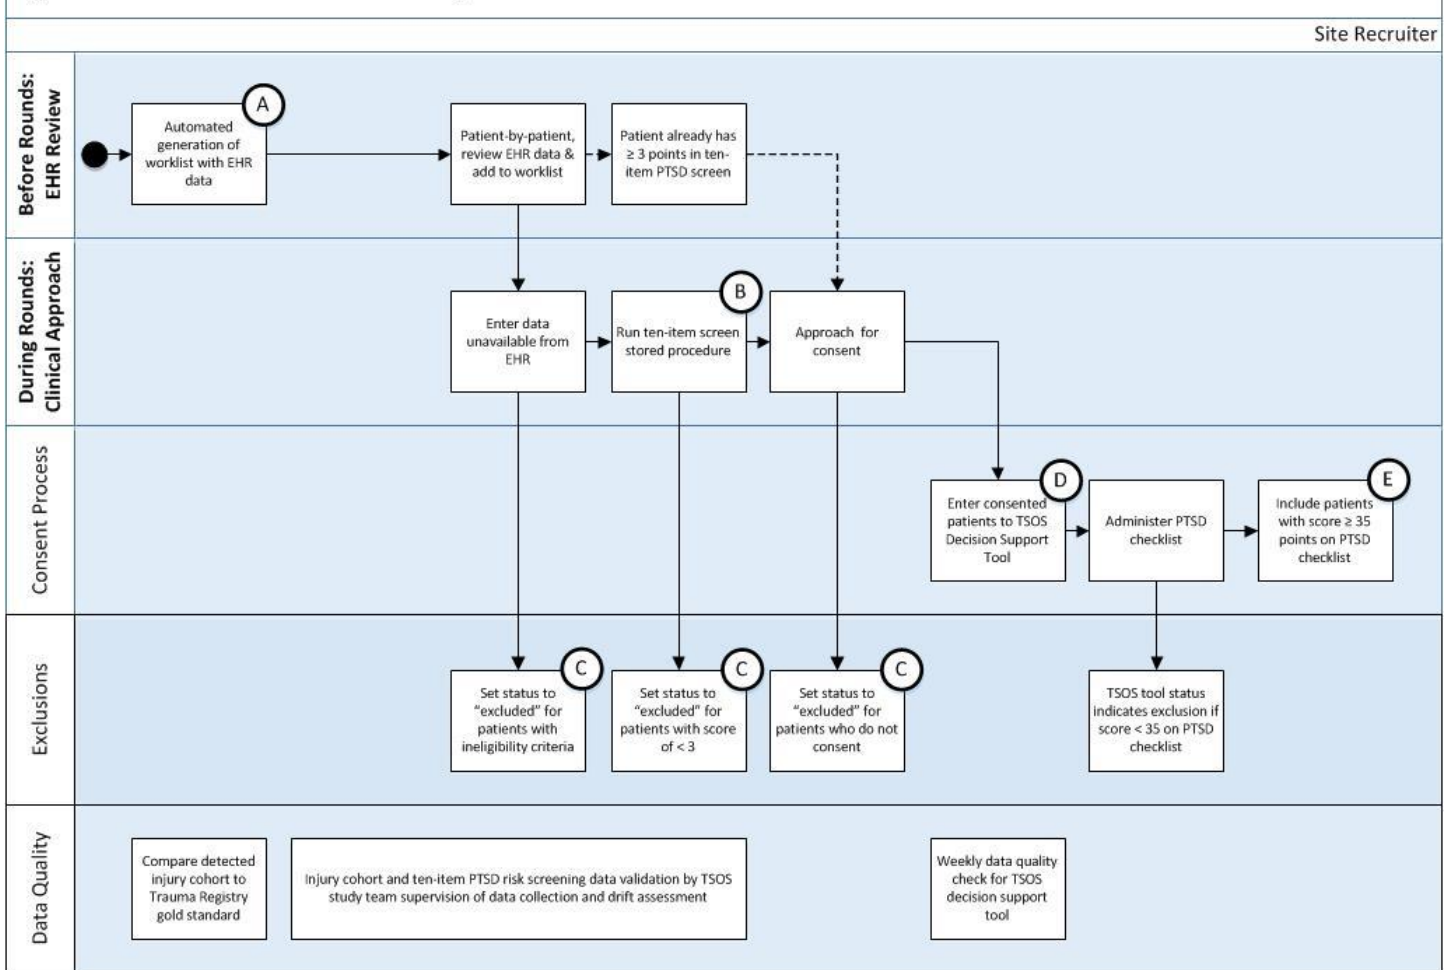 Site Recruiter
Before Rounds:
EHR Review
A
Automated
generation of
worklist with EHR
data
Patient-by-patient,
review EHR data &
add to worklist
Patient already has
≥ 3 points in ten-
item PTSD screen
During Rounds:
Clinical Approach
Enter data
unavailable from
EHR
B
Run ten-item screen
stored procedure
Approach for
consent
Consent Process
D
Enter consented
patients to TSOS
Decision Support
Tool
Administer PTSD
checklist
E
Include patients
with score ≥ 35
points on PTSD
checklist
Exclusions
C
Set status to
“excluded” for
patients with
ineligibility criteria
C
Set status to
“excluded” for
patients with score
of < 3
C
Set status to
“excluded” for
patients who do not
consent
TSOS tool status
indicates exclusion if
score < 35 on PTSD
checklist
Data Quality
Compare detected
injury cohort to
Trauma Registry
gold standard
Injury cohort and ten-item PTSD risk screening data validation by TSOS
study team supervision of data collection and drift assessment
Weekly data quality
check for TSOS
decision support
tool